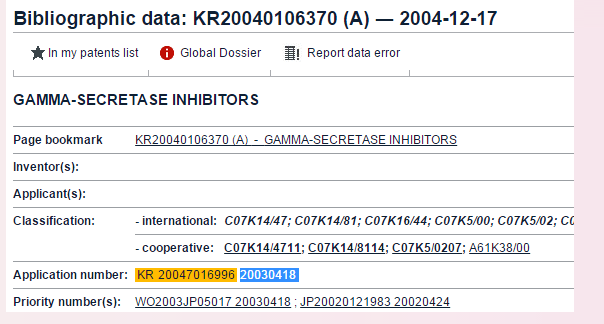 Bibliographic data: KR20040106370 (A) — 2004-12-17
In my patents list Global Dossier Report data error
GAMMA-SECRETASE INHIBITORS
Page bookmark KR20040106370 (A) - GAMMA-SECRETASE INHIBITORS
Inventor(s):
Applicant(s):
Classification: - international: C07K14/47; C07K14/81; C07K16/44; C07K5/00; C07K5/02;
- cooperative: C07K14/4711; C07K14/8114; C07K5/0207; A61K38/00
Application number: KR 20047016996 20030418
Priority number(s): WO2003JP05017 20030418 ; JP20020121983 20020424